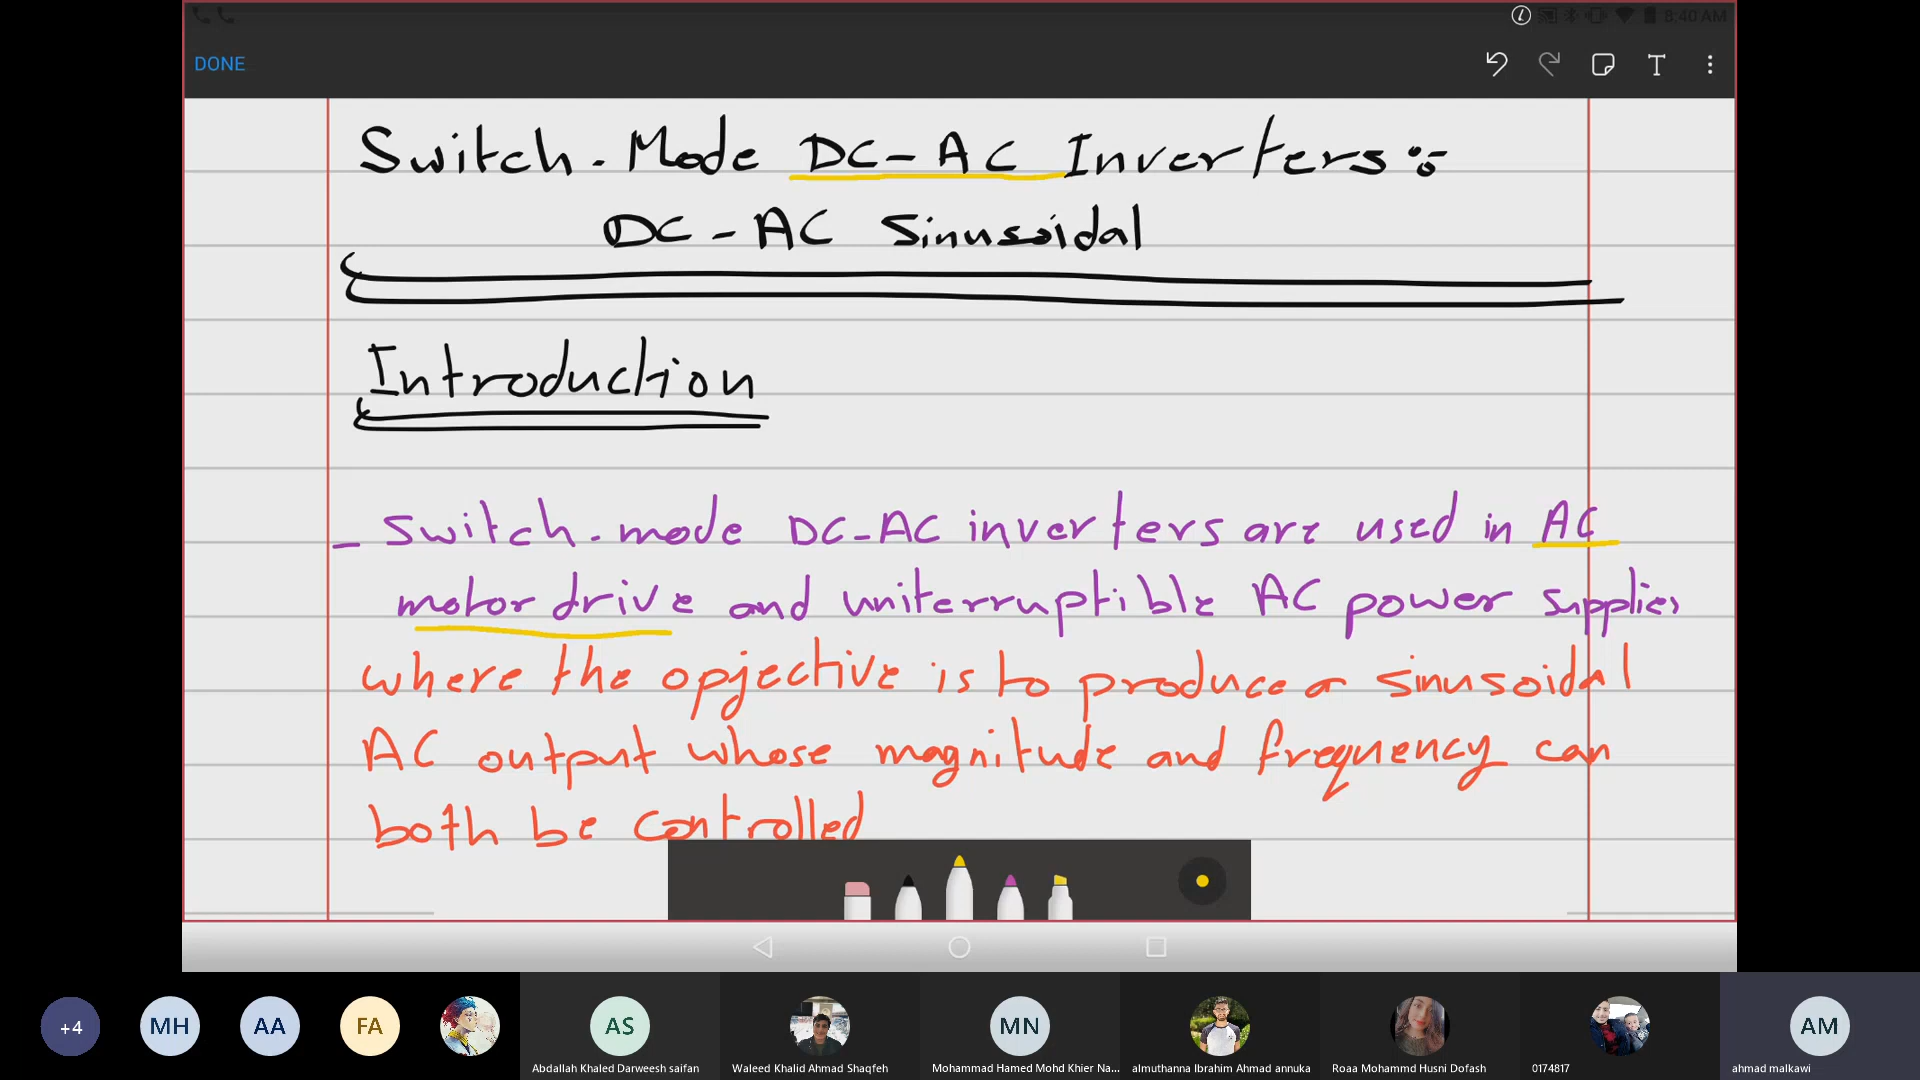 8:40 AM
DONE
T
Switch-Mode DC-AC Inverters:
DC-AC Sinusoidal
Introduction
- Switch-mode DC-AC inverters are used in AC
motor drive and uniterruptible AC power supplies
where the opjective is to produce a sinusoidal
AC output whose magnitude and frequency can
both be controlled
+4
MH
AA
FA
AS
MN
AM
Abdallah Khaled Darweesh saifan
Waleed Khalid Ahmad Shaqfeh
Mohammad Hamed Mohd Khier Na...
almuthanna Ibrahim Ahmad annuka
Roaa Mohammd Husni Dofash
0174817
ahmad malkawi